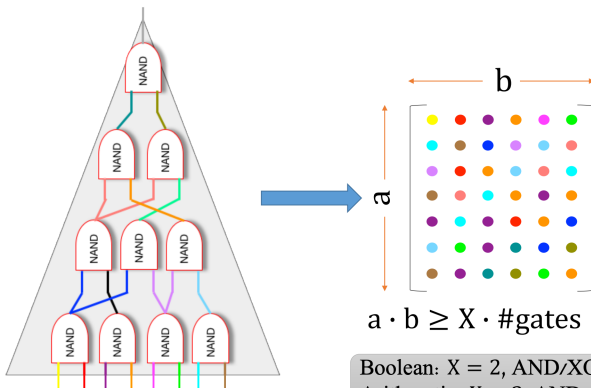 NAND
NAND
NAND
NAND
NAND
NAND
NAND
NAND
NAND
NAND
b
a
a · b ≥ X · #gates
Boolean: X = 2, AND/XO